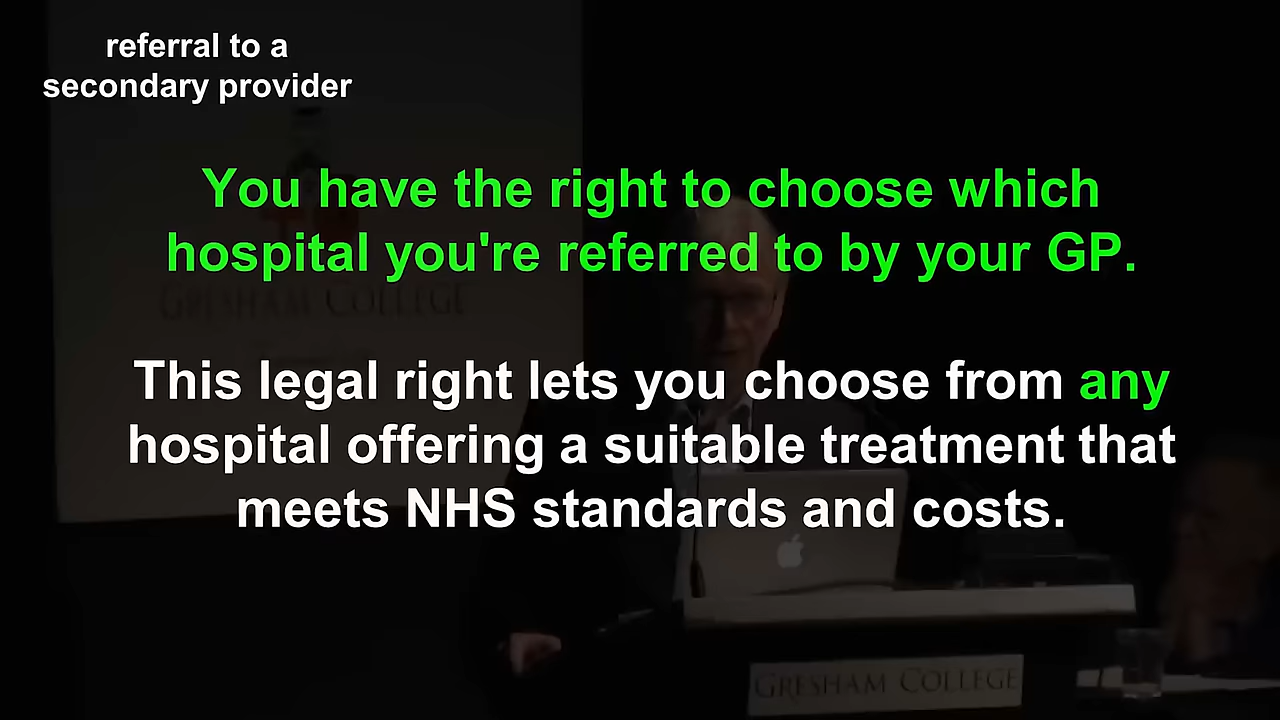 referral to a
secondary provider
You have the right to choose which
hospital you're referred to by your GP.
GRESHAM COLLEGE
This legal right lets you choose from any
hospital offering a suitable treatment that
meets NHS standards and costs.
GRESHAM COLLEGE